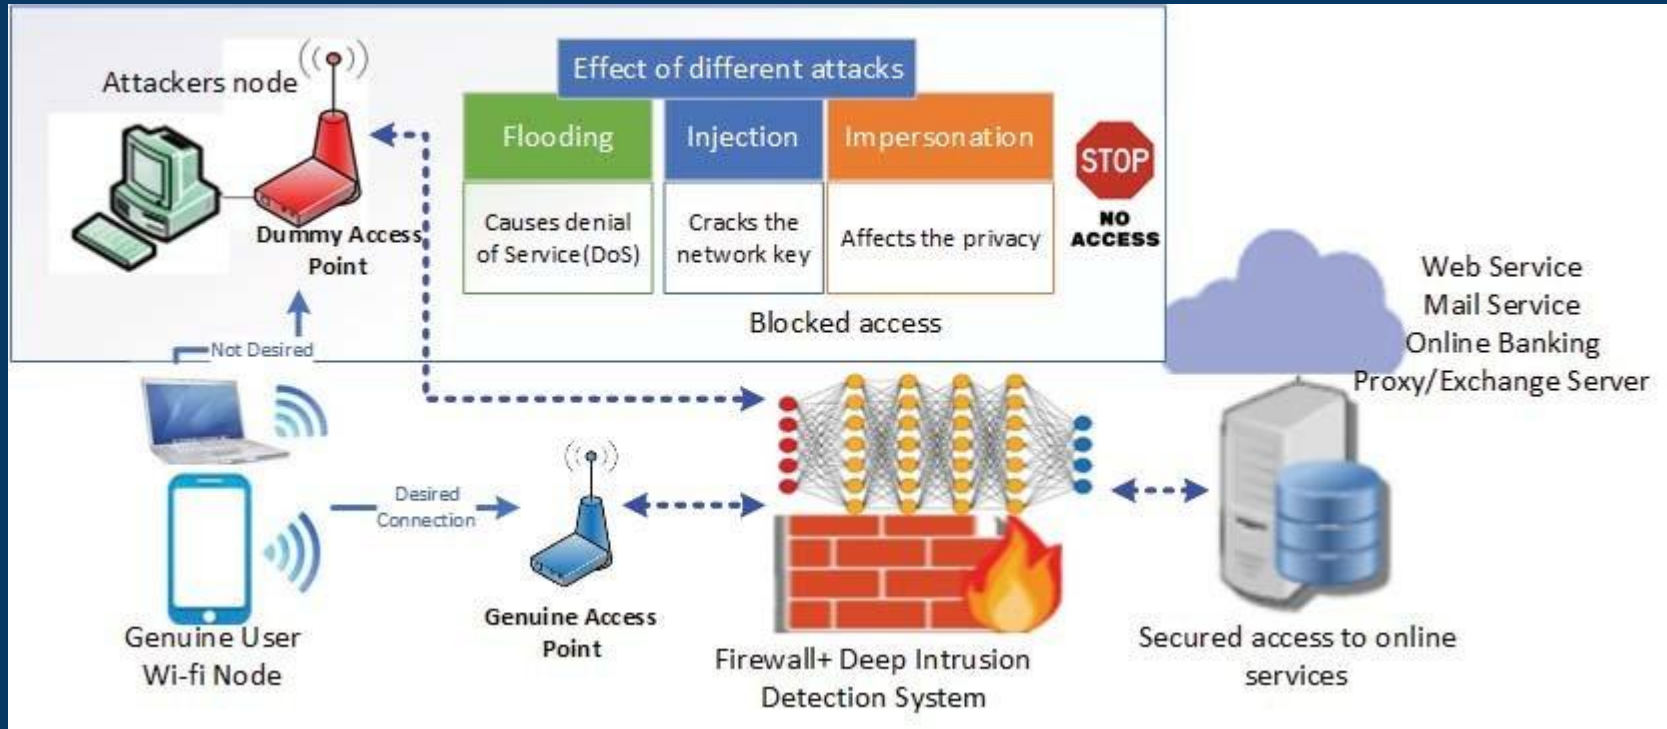 Attackers node
Dummy Access
Point
Effect of different attacks
Flooding
Injection
Impersonation
Causes denial
of Service(DoS)
Cracks the
network key
Affects the privacy
STOP
NO
ACCESS
Blocked access
Not Desired
Web Service
Mail Service
Online Banking
Proxy/Exchange Server
Desired
Connection
Genuine Access
Point
Genuine User
Wi-fi Node
Firewall+ Deep Intrusion
Detection System
Secured access to online
services